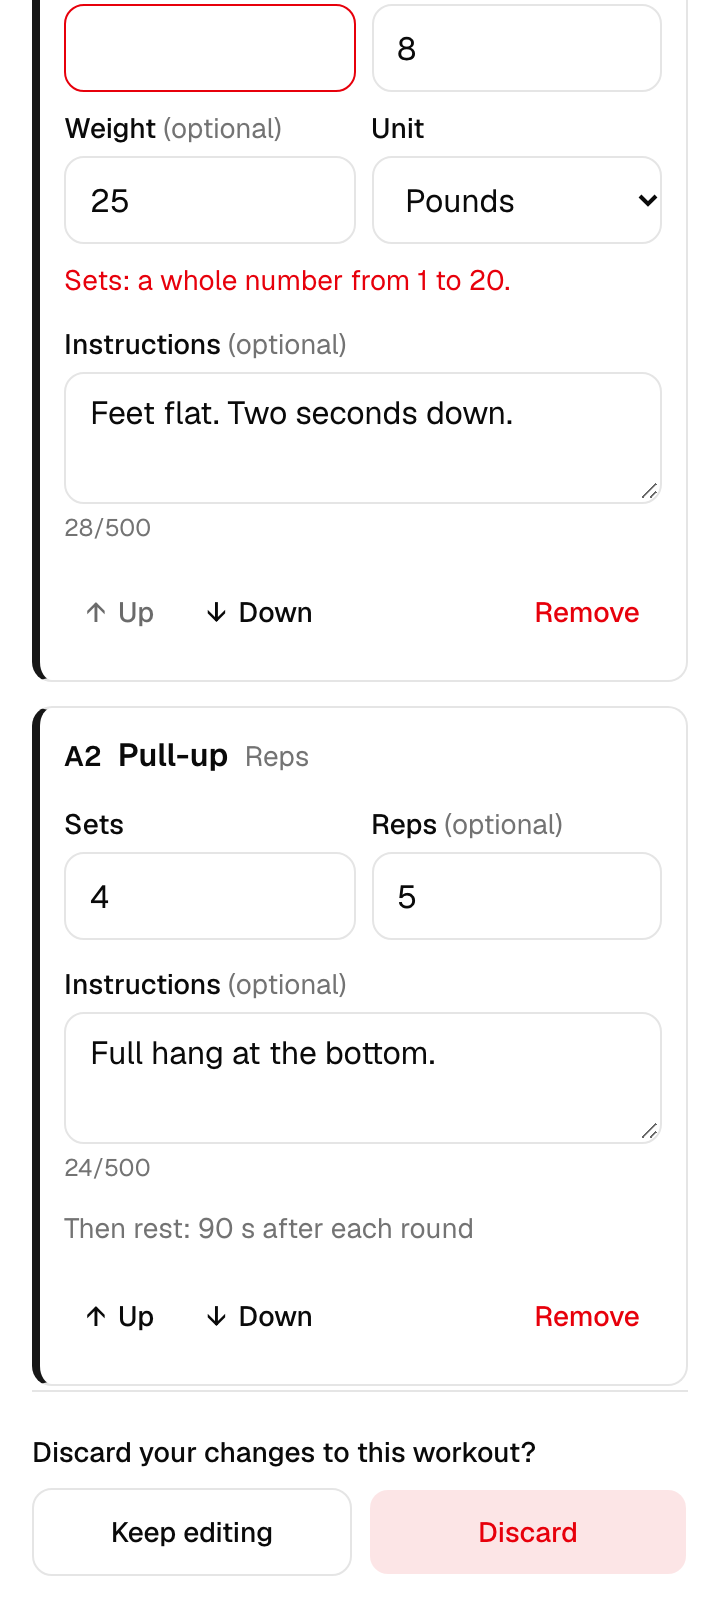 8
Weight (optional) Unit
25 Pounds
Sets: a whole number from 1 to 20.
Instructions (optional)
Feet flat. Two seconds down.
28/500
↑ Up ↓ Down Remove
A2 Pull-up Reps
Sets Reps (optional)
4 5
Instructions (optional)
Full hang at the bottom.
24/500
Then rest: 90 s after each round
↑ Up ↓ Down Remove
Discard your changes to this workout?
Keep editing Discard